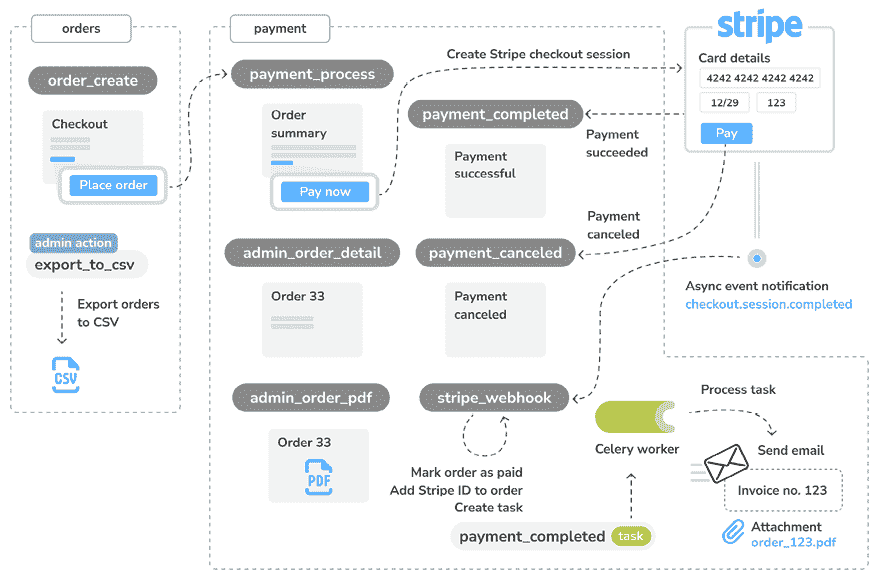 orders
order_create
Checkout
Place order
admin action
export_to_csv
Export orders
to CSV
CSV
payment
payment_process
Order
summary
Pay now
Create Stripe checkout session
stripe
Card details
4242 4242 4242 4242
12/29
123
Pay
payment_completed
Payment
succeeded
Payment
successful
Payment
canceled
admin_order_detail
Order 33
payment_canceled
Payment
canceled
Async event notification
checkout.session.completed
admin_order_pdf
Order 33
PDF
stripe_webhook
Mark order as paid
Add Stripe ID to order
Create task
payment_completed task
Celery worker
Process task
Send email
Invoice no. 123
Attachment
order_123.pdf